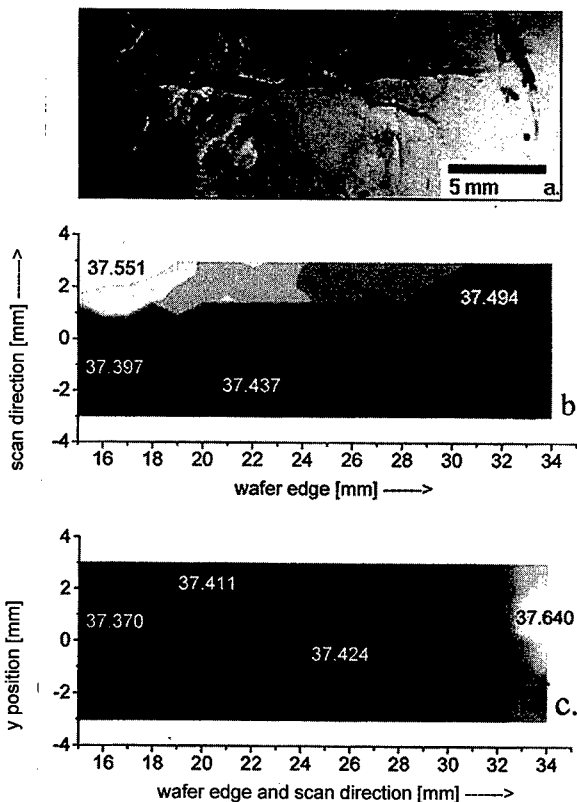 5 mm a.
4
37.551
2
37.494
0
37.397
37.437
-2
b
-4
scan direction [mm] ----->
16 18 20 22 24 26 28 30 32 34
wafer edge [mm] ----->
4
37.411
2
37.370
37.640
0
37.424
-2
c.
-4
y position [mm]
16 18 20 22 24 26 28 30 32 34
wafer edge and scan direction [mm] ----->